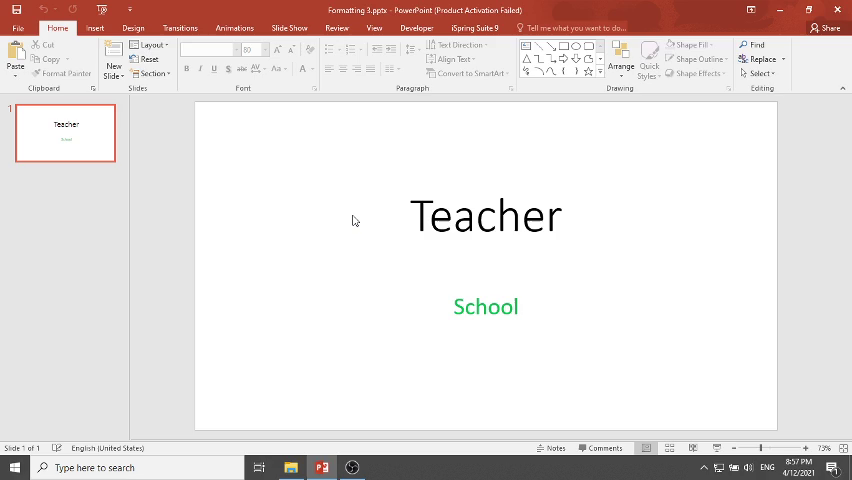 Formatting 3.pptx - PowerPoint (Product Activation Failed)
File Home Insert Design Transitions Animations Slide Show Review View Developer iSpring Suite 9 Tell me what you want to do... Share
Paste
Cut
Copy
Format Painter
Clipboard
New Slide
Layout
Reset
Section
Slides
80
B I U S abc AV Aa A
Font
Text Direction
Align Text
Convert to SmartArt
Paragraph
Arrange
Quick Styles
Shape Fill
Shape Outline
Shape Effects
Drawing
Find
Replace
Select
Editing
1
Teacher
School
Teacher
School
Slide 1 of 1 English (United States) Notes Comments 73%
Type here to search
ENG
8:57 PM
4/12/2021